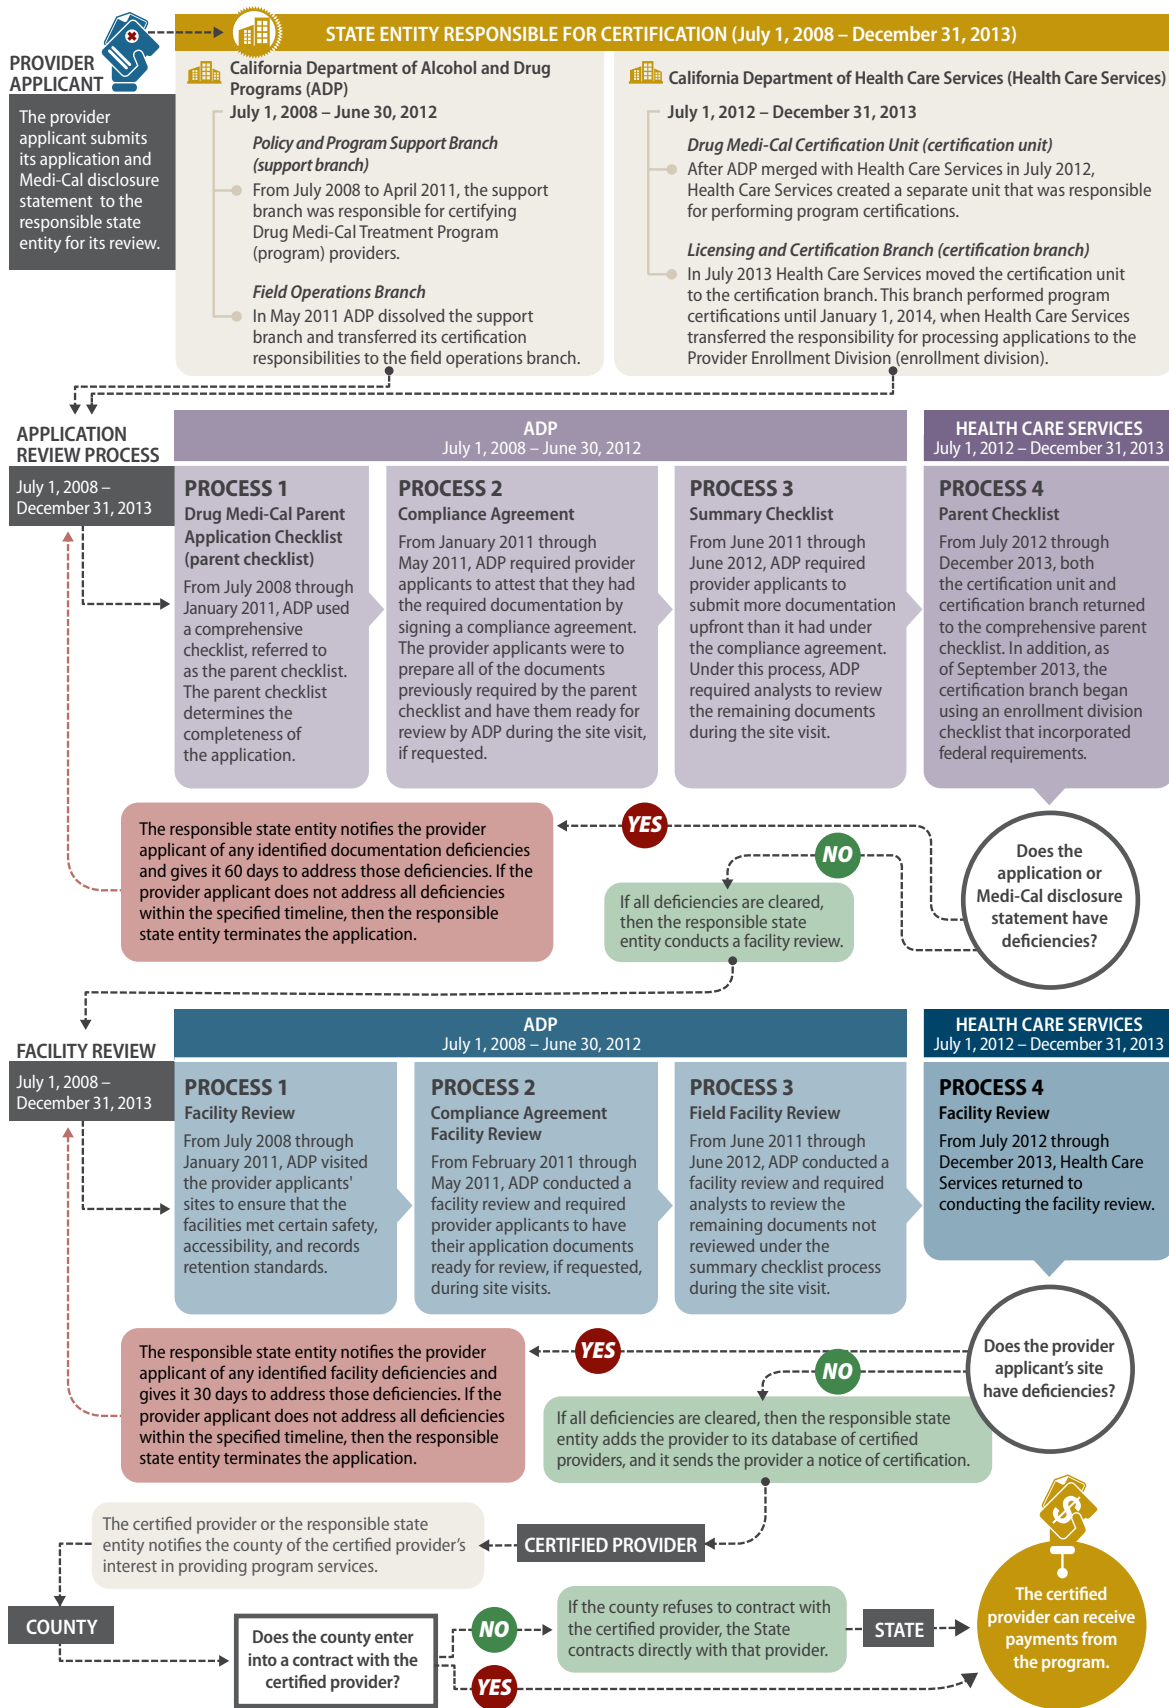 PROVIDER
APPLICANT
The provider
applicant submits
its application and
Medi-Cal disclosure
statement to the
responsible state
entity for its review.
STATE ENTITY RESPONSIBLE FOR CERTIFICATION (July 1, 2008 – December 31, 2013)
California Department of Alcohol and Drug
Programs (ADP)
July 1, 2008 – June 30, 2012
Policy and Program Support Branch
(support branch)
From July 2008 to April 2011, the support
branch was responsible for certifying
Drug Medi-Cal Treatment Program
(program) providers.
Field Operations Branch
In May 2011 ADP dissolved the support
branch and transferred its certification
responsibilities to the field operations branch.
California Department of Health Care Services (Health Care Services)
July 1, 2012 – December 31, 2013
Drug Medi-Cal Certification Unit (certification unit)
After ADP merged with Health Care Services in July 2012,
Health Care Services created a separate unit that was responsible
for performing program certifications.
Licensing and Certification Branch (certification branch)
In July 2013 Health Care Services moved the certification unit
to the certification branch. This branch performed program
certifications until January 1, 2014, when Health Care Services
transferred the responsibility for processing applications to the
Provider Enrollment Division (enrollment division).
APPLICATION
REVIEW PROCESS
July 1, 2008 –
December 31, 2013
ADP
July 1, 2008 – June 30, 2012
HEALTH CARE SERVICES
July 1, 2012 – December 31, 2013
PROCESS 1
Drug Medi-Cal Parent
Application Checklist
(parent checklist)
From July 2008 through
January 2011, ADP used
a comprehensive
checklist, referred to
as the parent checklist.
The parent checklist
determines the
completeness of
the application.
PROCESS 2
Compliance Agreement
From January 2011 through
May 2011, ADP required provider
applicants to attest that they had
the required documentation by
signing a compliance agreement.
The provider applicants were to
prepare all of the documents
previously required by the parent
checklist and have them ready for
review by ADP during the site visit,
if requested.
PROCESS 3
Summary Checklist
From June 2011 through
June 2012, ADP required
provider applicants to
submit more documentation
upfront than it had under
the compliance agreement.
Under this process, ADP
required analysts to review
the remaining documents
during the site visit.
PROCESS 4
Parent Checklist
From July 2012 through
December 2013, both
the certification unit and
certification branch returned
to the comprehensive parent
checklist. In addition, as
of September 2013, the
certification branch began
using an enrollment division
checklist that incorporated
federal requirements.
The responsible state entity notifies the provider
applicant of any identified documentation deficiencies
and gives it 60 days to address those deficiencies. If the
provider applicant does not address all deficiencies
within the specified timeline, then the responsible
state entity terminates the application.
YES
NO
If all deficiencies are cleared,
then the responsible state
entity conducts a facility review.
Does the
application or
Medi-Cal disclosure
statement have
deficiencies?
FACILITY REVIEW
July 1, 2008 –
December 31, 2013
ADP
July 1, 2008 – June 30, 2012
HEALTH CARE SERVICES
July 1, 2012 – December 31, 2013
PROCESS 1
Facility Review
From July 2008 through
January 2011, ADP visited
the provider applicants'
sites to ensure that the
facilities met certain safety,
accessibility, and records
retention standards.
PROCESS 2
Compliance Agreement
Facility Review
From February 2011 through
May 2011, ADP conducted a
facility review and required
provider applicants to have
their application documents
ready for review, if requested,
during site visits.
PROCESS 3
Field Facility Review
From June 2011 through
June 2012, ADP conducted a
facility review and required
analysts to review the
remaining documents not
reviewed under the
summary checklist process
during the site visit.
PROCESS 4
Facility Review
From July 2012 through
December 2013, Health Care
Services returned to
conducting the facility review.
The responsible state entity notifies the provider
applicant of any identified facility deficiencies and
gives it 30 days to address those deficiencies. If the
provider applicant does not address all deficiencies
within the specified timeline, then the responsible
state entity terminates the application.
YES
NO
Does the provider
applicant's site
have deficiencies?
If all deficiencies are cleared, then the responsible state
entity adds the provider to its database of certified
providers, and it sends the provider a notice of certification.
The certified provider or the responsible state
entity notifies the county of the certified provider's
interest in providing program services.
CERTIFIED PROVIDER
COUNTY
Does the county enter
into a contract with the
certified provider?
NO
YES
If the county refuses to contract with
the certified provider, the State
contracts directly with that provider.
STATE
$
The certified
provider can receive
payments from
the program.